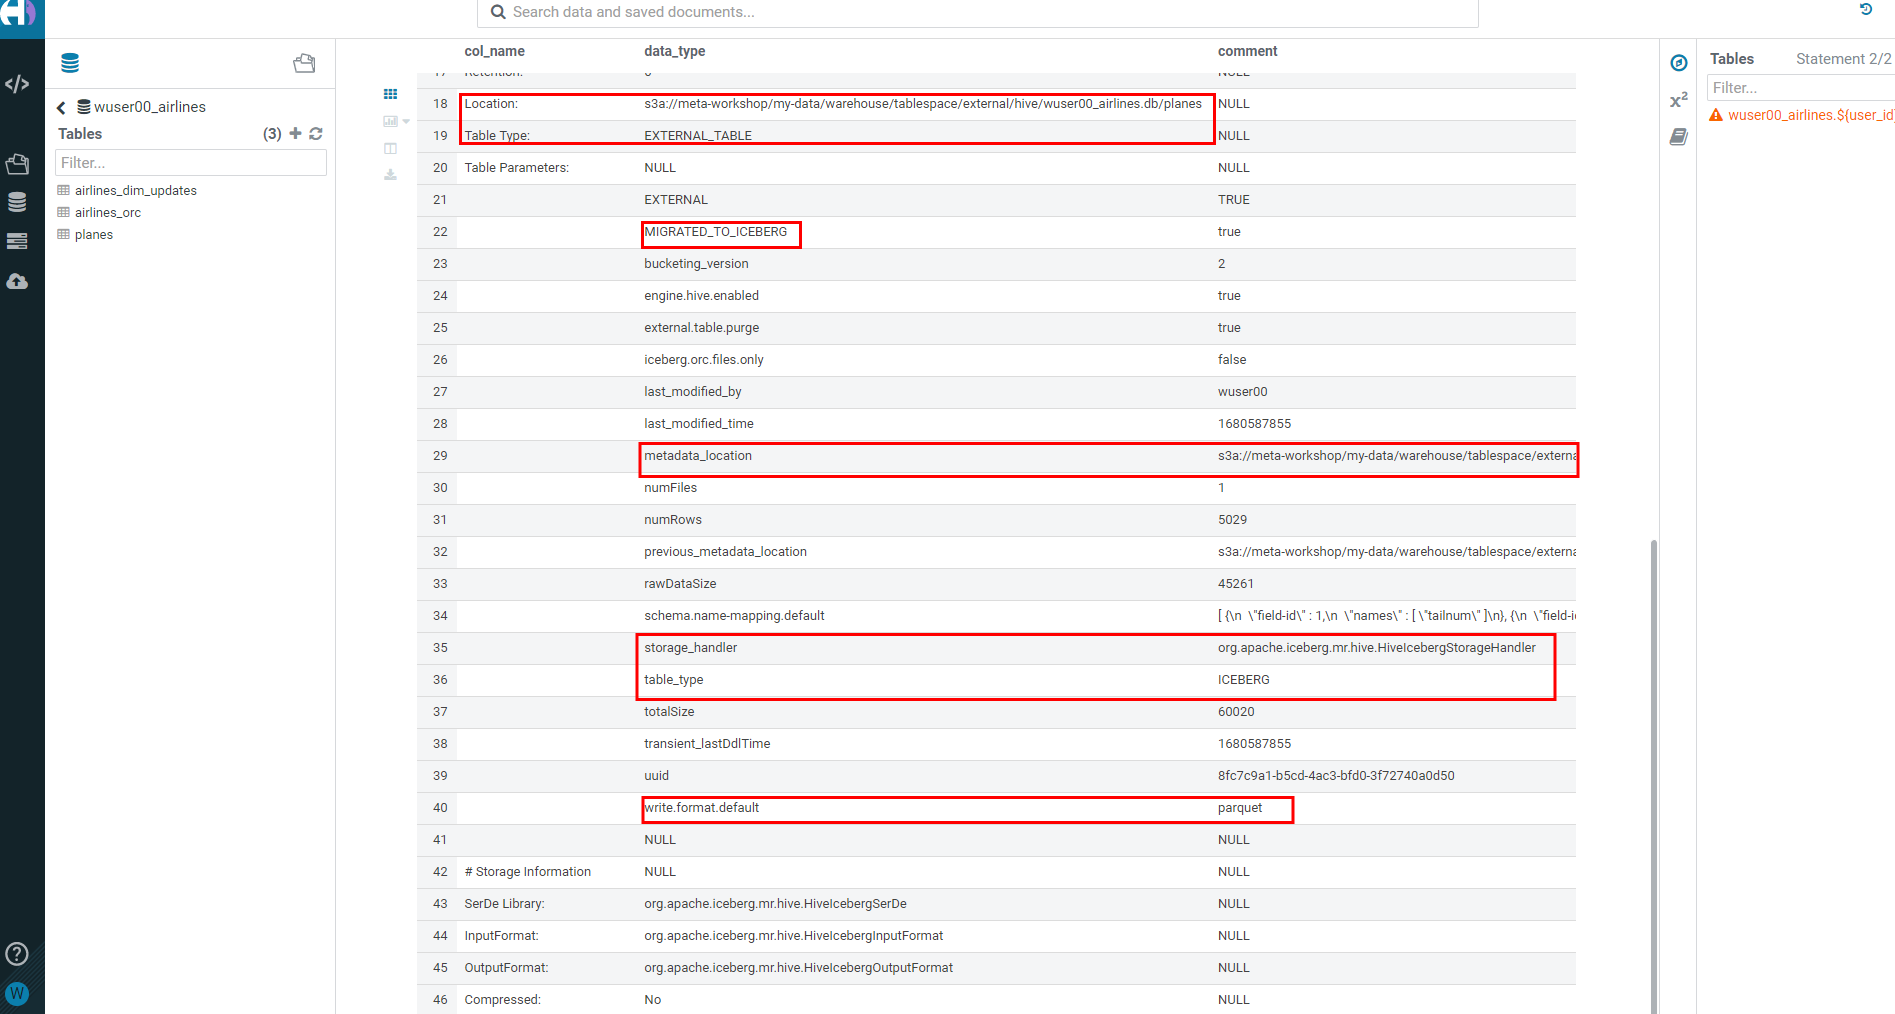 Search data and saved documents...
wuser00_airlines
Tables (3)
Filter...
airlines_dim_updates
airlines_orc
planes
col_name data_type comment
17 Retention: 0 NULL
18 Location: s3a://meta-workshop/my-data/warehouse/tablespace/external/hive/wuser00_airlines.db/planes NULL
19 Table Type: EXTERNAL_TABLE NULL
20 Table Parameters: NULL NULL
21 EXTERNAL TRUE
22 MIGRATED_TO_ICEBERG true
23 bucketing_version 2
24 engine.hive.enabled true
25 external.table.purge true
26 iceberg.orc.files.only false
27 last_modified_by wuser00
28 last_modified_time 1680587855
29 metadata_location s3a://meta-workshop/my-data/warehouse/tablespace/externa
30 numFiles 1
31 numRows 5029
32 previous_metadata_location s3a://meta-workshop/my-data/warehouse/tablespace/externa
33 rawDataSize 45261
34 schema.name-mapping.default [ {\n \"field-id\" : 1,\n \"names\" : [ \"tailnum\" ]\n}, {\n \"field-i
35 storage_handler org.apache.iceberg.mr.hive.HiveIcebergStorageHandler
36 table_type ICEBERG
37 totalSize 60020
38 transient_lastDdlTime 1680587855
39 uuid 8fc7c9a1-b5cd-4ac3-bfd0-3f72740a0d50
40 write.format.default parquet
41 NULL NULL
42 # Storage Information NULL NULL
43 SerDe Library: org.apache.iceberg.mr.hive.HiveIcebergSerDe NULL
44 InputFormat: org.apache.iceberg.mr.hive.HiveIcebergInputFormat NULL
45 OutputFormat: org.apache.iceberg.mr.hive.HiveIcebergOutputFormat NULL
46 Compressed: No NULL
x2
Tables Statement 2/2
Filter...
wuser00_airlines.${user_id
W